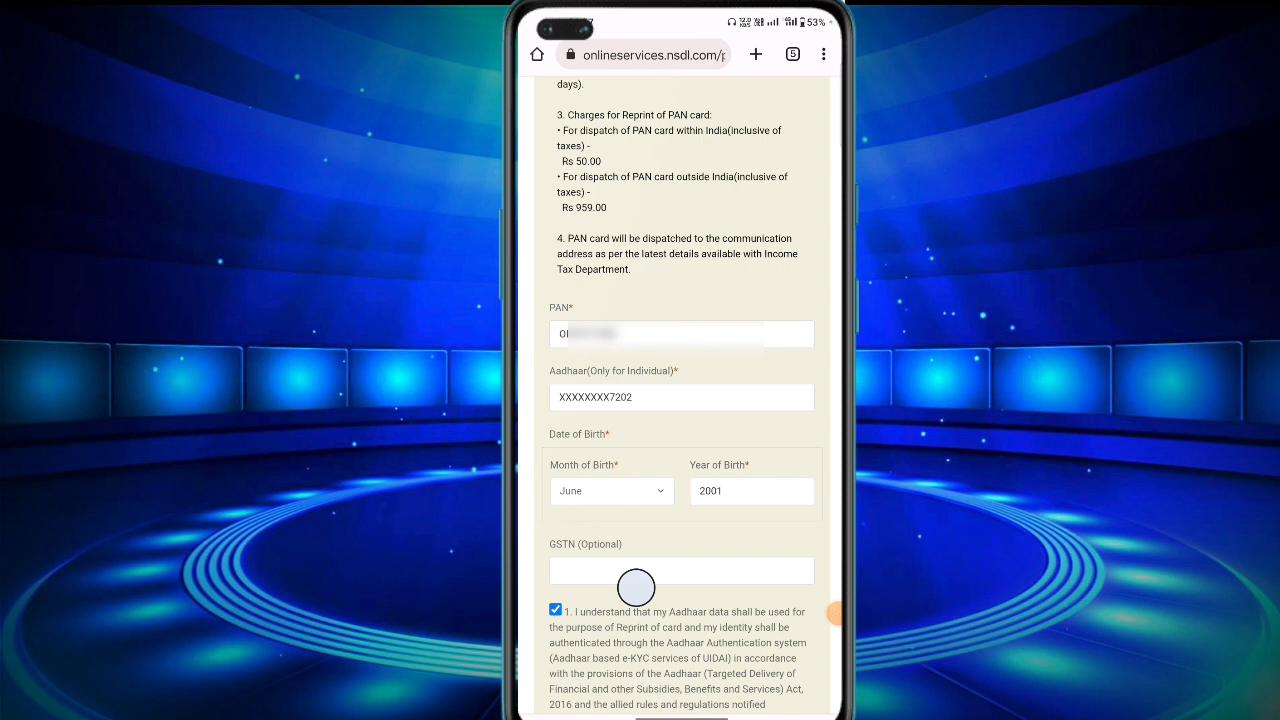 53%
onlineservices.nsdl.com/p
5
days).
3. Charges for Reprint of PAN card:
• For dispatch of PAN card within India(inclusive of
taxes) -
Rs 50.00
• For dispatch of PAN card outside India(inclusive of
taxes) -
Rs 959.00
4. PAN card will be dispatched to the communication
address as per the latest details available with Income
Tax Department.
PAN*
Aadhaar(Only for Individual)*
XXXXXXXX7202
Date of Birth*
Month of Birth* Year of Birth*
June 2001
GSTN (Optional)
1. I understand that my Aadhaar data shall be used for
the purpose of Reprint of card and my identity shall be
authenticated through the Aadhaar Authentication system
(Aadhaar based e-KYC services of UIDAI) in accordance
with the provisions of the Aadhaar (Targeted Delivery of
Financial and other Subsidies, Benefits and Services) Act,
2016 and the allied rules and regulations notified